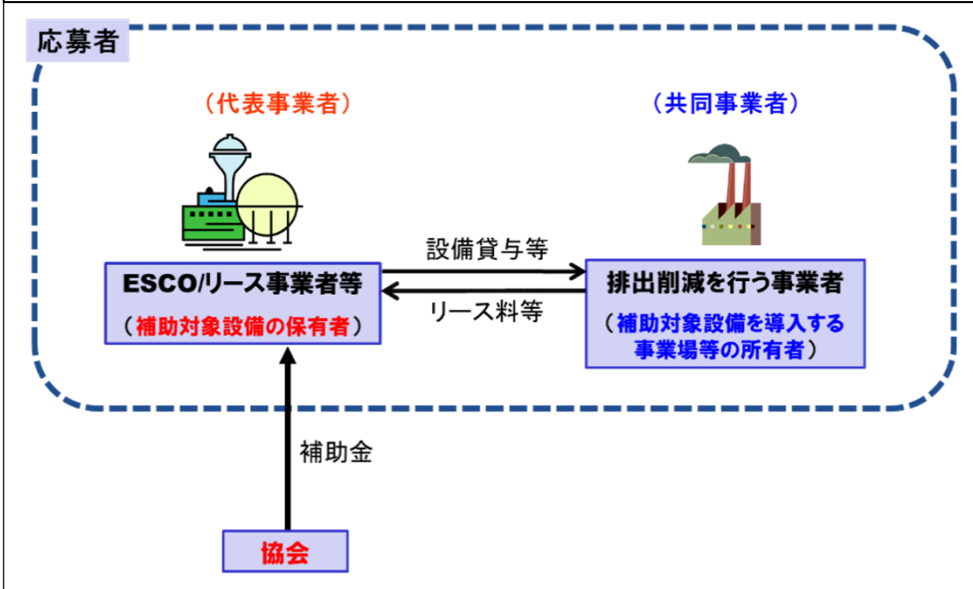 応募者
（代表事業者）
（共同事業者）
設備貸与等
リース料等
ESCO/リース事業者等
（補助対象設備の保有者）
排出削減を行う事業者
（補助対象設備を導入する
事業場等の所有者）
補助金
協会